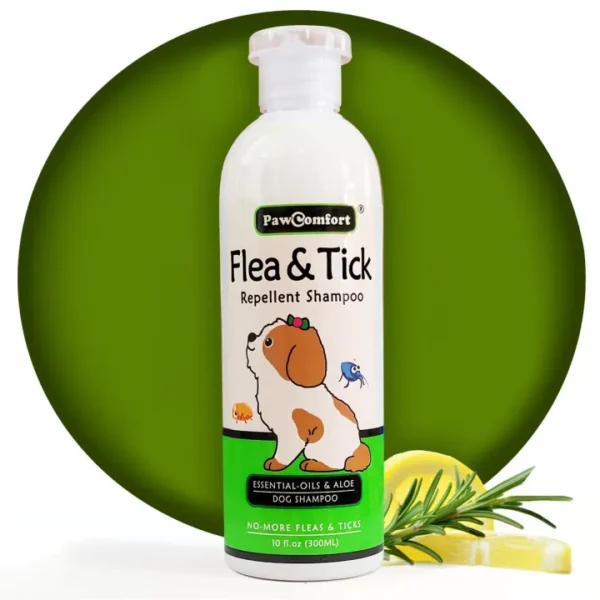 PawComfort®
Flea & Tick
Repellent Shampoo
ESSENTIAL-OILS & ALOE
DOG SHAMPOO
NO-MORE FLEAS & TICKS
10 fl.oz (300ML)